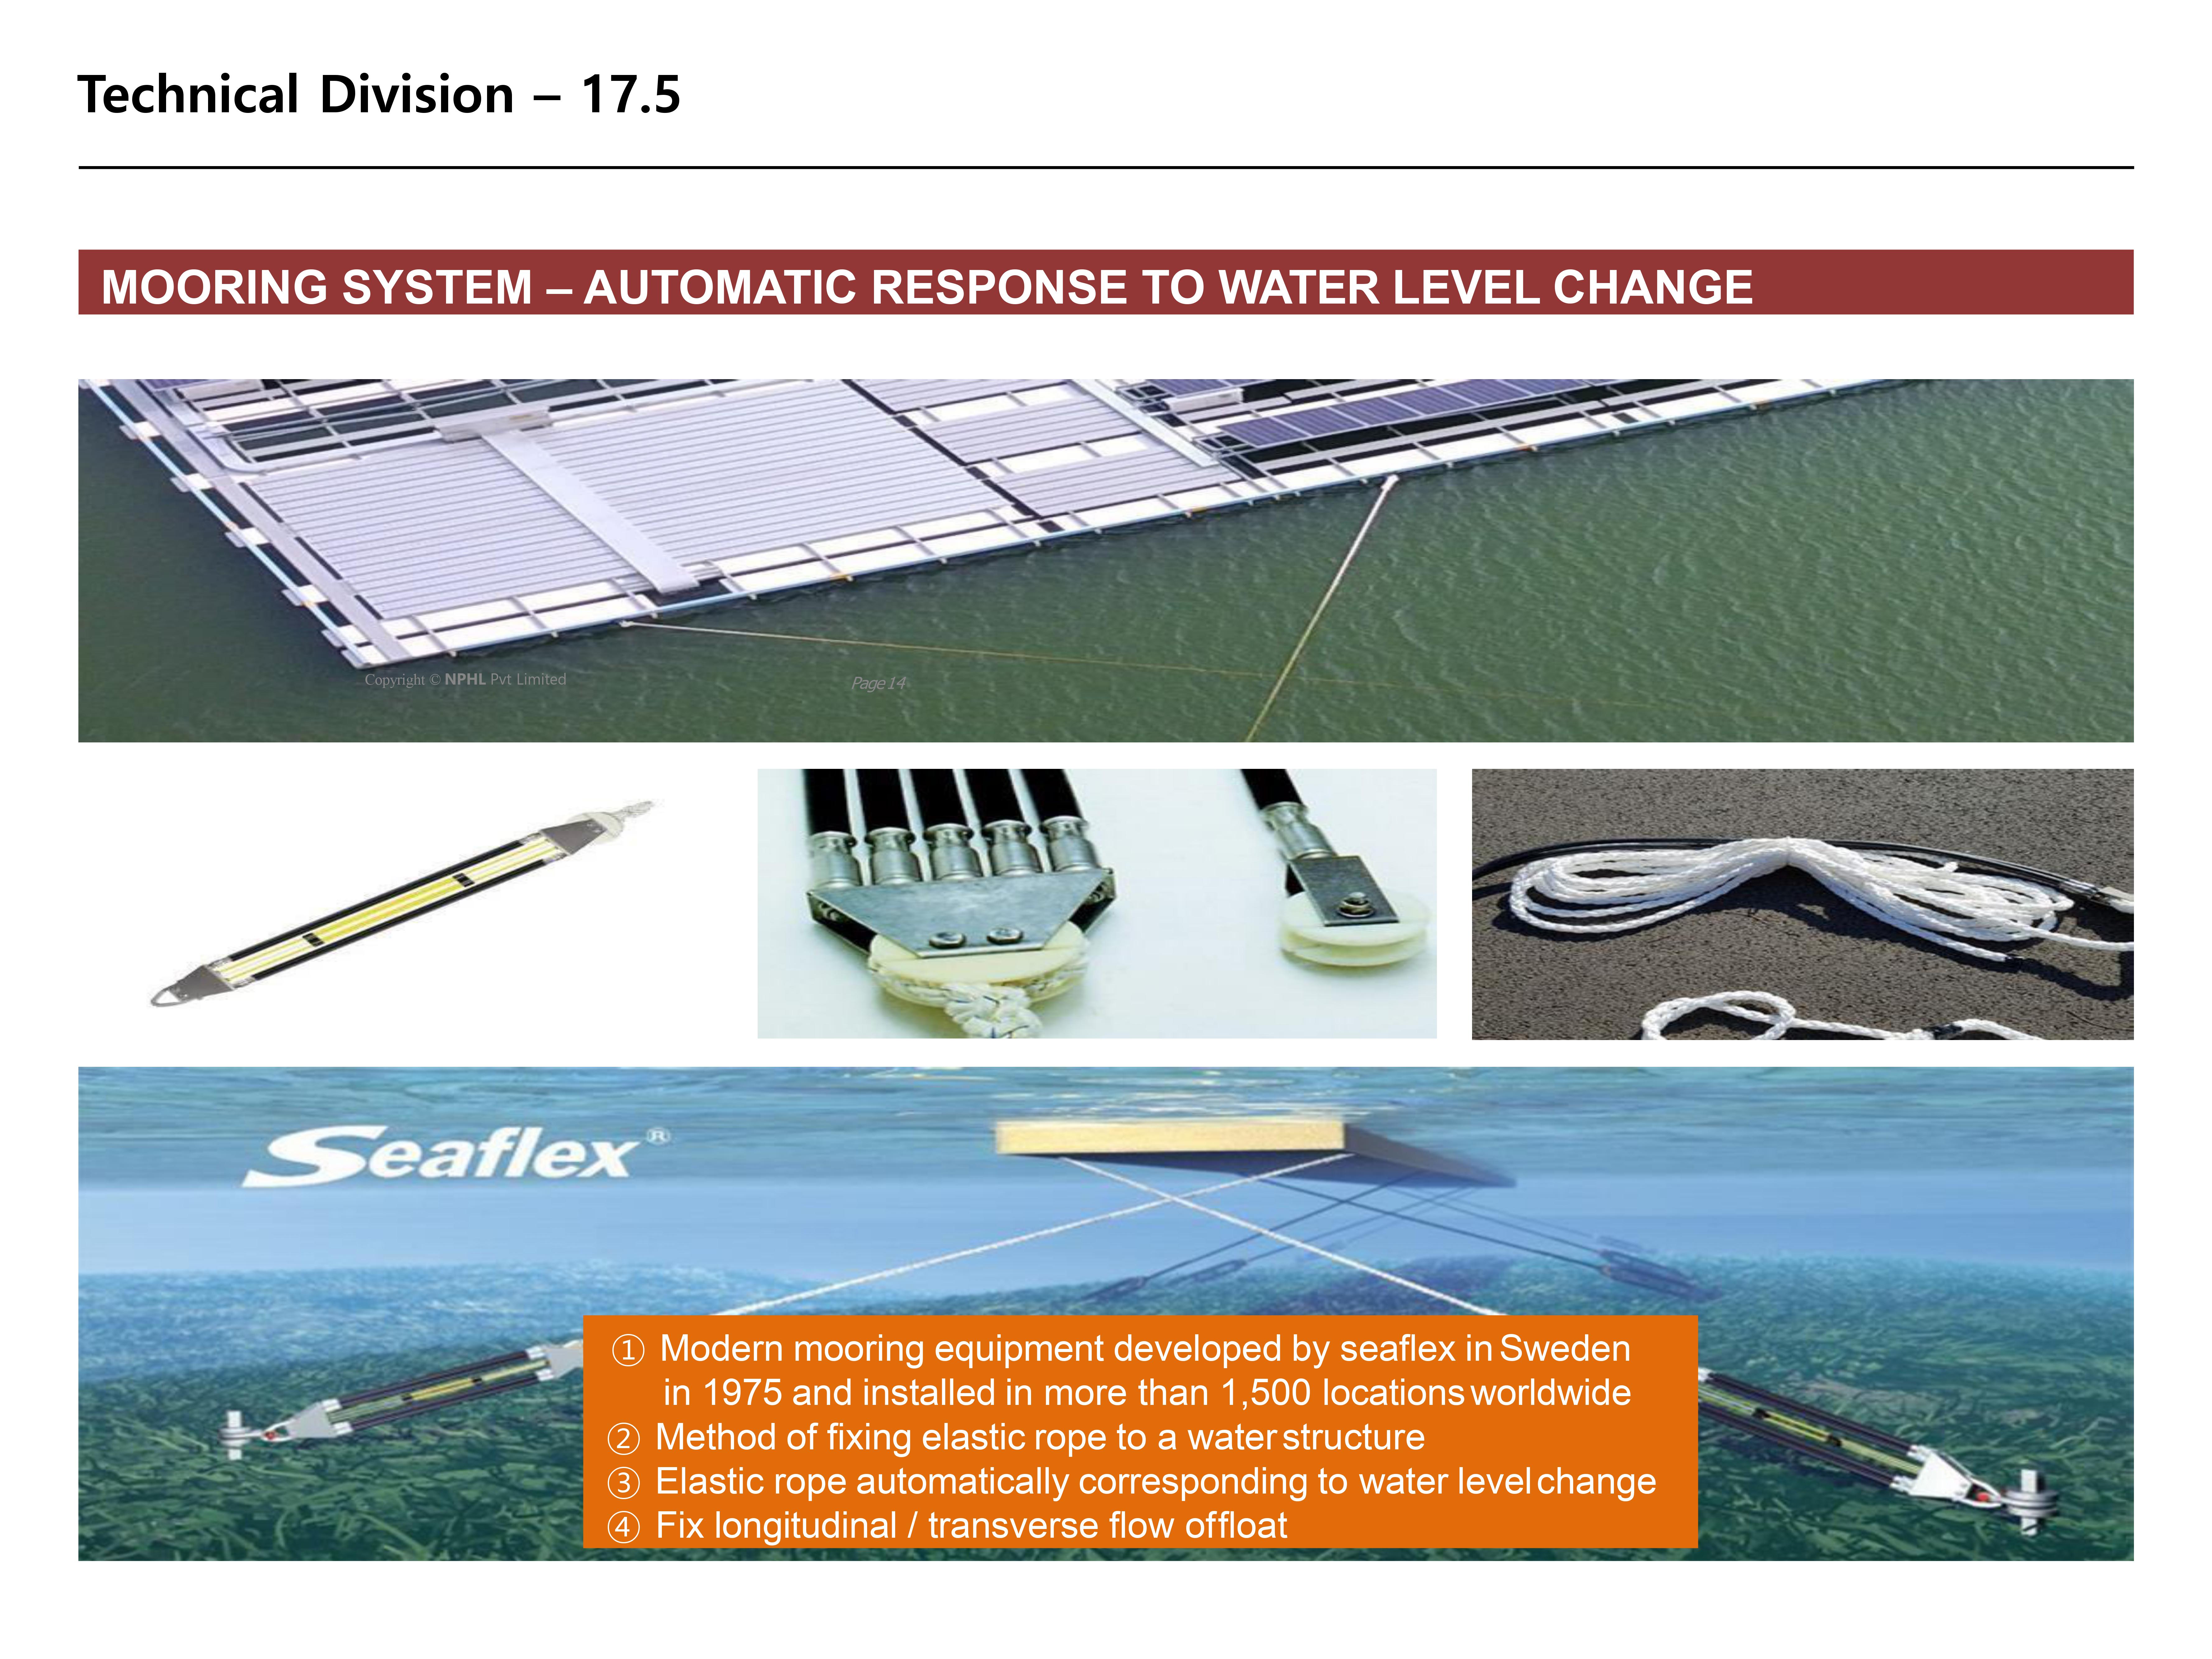 Technical Division – 17.5
MOORING SYSTEM – AUTOMATIC RESPONSE TO WATER LEVEL CHANGE
Copyright © NPHL Pvt Limited
Page 14
Seaflex®
① Modern mooring equipment developed by seaflex in Sweden
in 1975 and installed in more than 1,500 locations worldwide
② Method of fixing elastic rope to a water structure
③ Elastic rope automatically corresponding to water level change
④ Fix longitudinal / transverse flow offloat